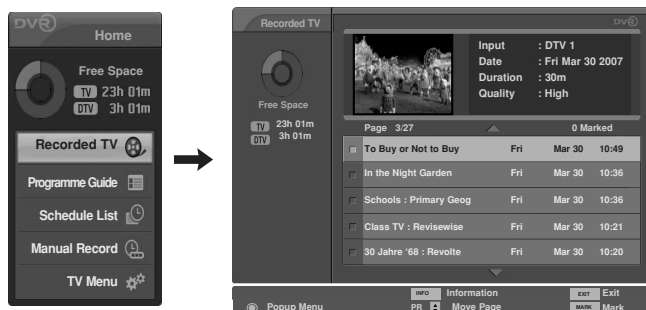 DVR
Home
Free Space
TV 23h 01m
DTV 3h 01m
Recorded TV
Programme Guide
Schedule List
Manual Record
TV Menu
Recorded TV
DVR
Free Space
TV 23h 01m
DTV 3h 01m
Input : DTV 1
Date : Fri Mar 30 2007
Duration : 30m
Quality : High
Page 3/27 0 Marked
To Buy or Not to Buy Fri Mar 30 10:49
In the Night Garden Fri Mar 30 10:36
Schools : Primary Geog Fri Mar 30 10:36
Class TV : Revisewise Fri Mar 30 10:21
30 Jahre '68 : Revolte Fri Mar 30 10:20
INFO Information EXIT Exit
Popup Menu PR Move Page MARK Mark